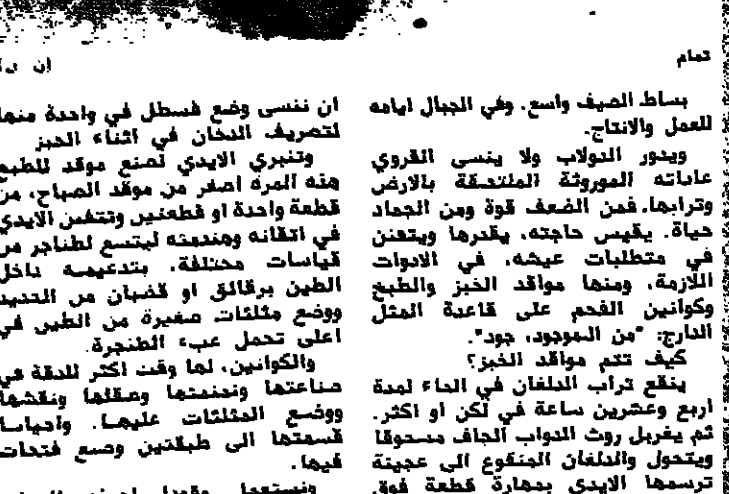 تمام
بساط الصيف واسع. وفي الجبال ايامه
للعمل والانتاج.
ويدور الدولاب ولا ينسى القروي
عاداته الموروثة الملتصقة بالارض
وترابها. فمن الضعف قوة ومن الجماد
حياة. يقيس حاجته، يقدرها ويتفنن
في متطلبات عيشه، في الادوات
اللازمة، ومنها مواقد الخبز والطبخ
وكوانين الفحم على قاعدة المثل
الدارج: "من الموجود، جود".
كيف تتم مواقد الخبز؟
ينقع تراب الدلغان في الماء لمدة
اربع وعشرين ساعة في لكن او اكثر.
ثم يغربل روث الدواب الجاف مسحوقا
ويتحول والدلغان المنقوع الى عجينة
ترسمها الايدي بمهارة قطعة فوق
ان
ان ننسى وضع قسطل في واحدة منها
لتصريف الدخان في اثناء الخبز
وتنبري الايدي لصنع موقد للطبخ
هذه المرة اصغر من موقد الصباح، من
قطعة واحدة او قطعتين وتتفنن الايدي
في اتقانه وهندمته ليتسع لطناجر من
قياسات مختلفة، بتدعيمه داخل
الطين برقائق او قضبان من الحديد
ووضع مثلثات صغيرة من الطين في
اعلى تحمل عبء الطنجرة.
والكوانين، لها وقت اكثر للدقة في
صناعتها وهندمتها وصقلها ونقشها
ووضع المثلثات عليها. واحيانا
قسمتها الى طبقتين وصنع فتحات
فيها.